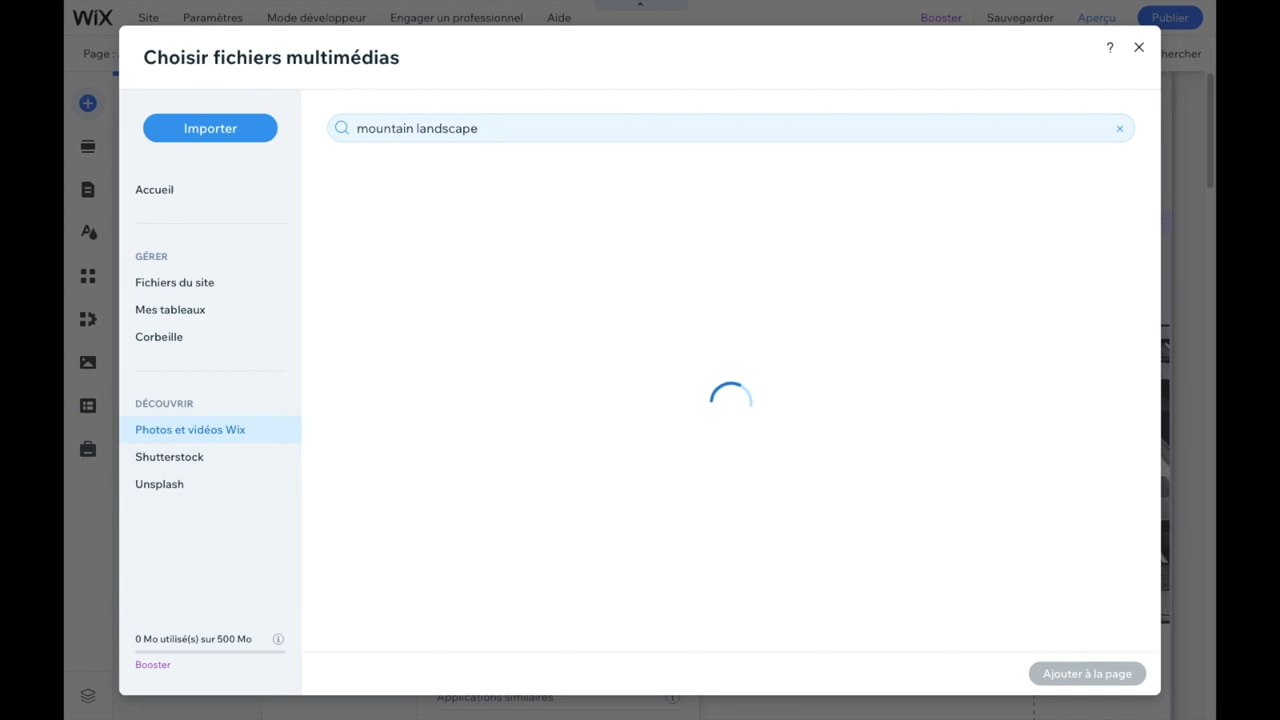 WiX Site Paramètres Mode développeur Engager un professionnel Aide Booster Sauvegarder Aperçu Publier
Page : hercher
Choisir fichiers multimédias ?
Importer
mountain landscape
Accueil
GÉRER
Fichiers du site
Mes tableaux
Corbeille
DÉCOUVRIR
Photos et vidéos Wix
Shutterstock
Unsplash
0 Mo utilisé(s) sur 500 Mo
Booster
Ajouter à la page
Applications similaires